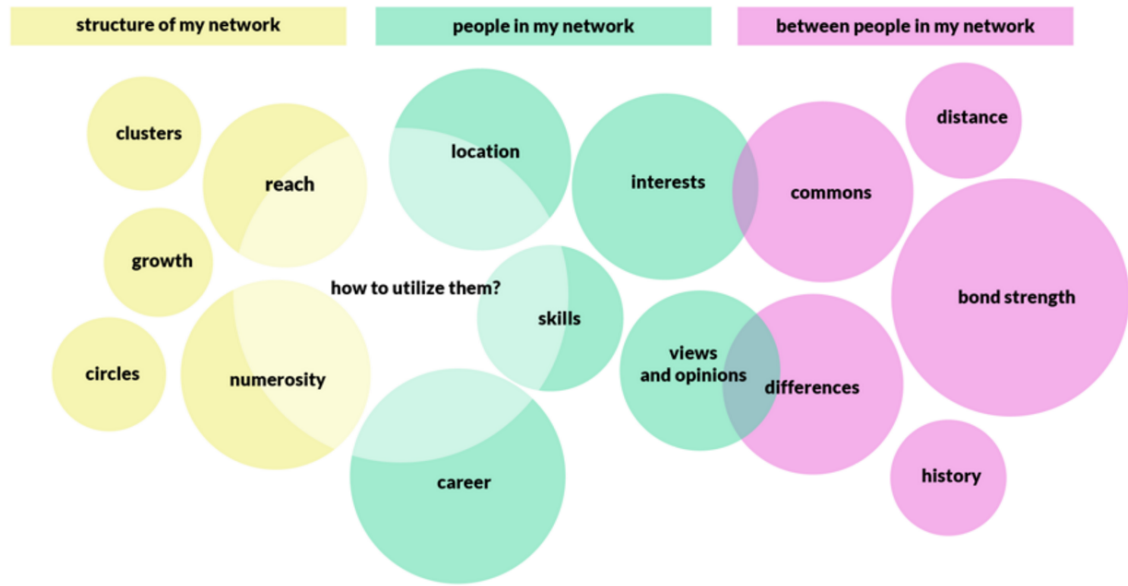 structure of my network
people in my network
between people in my network
clusters
reach
growth
circles
numerosity
how to utilize them?
location
skills
career
interests
views
and opinions
commons
differences
distance
bond strength
history